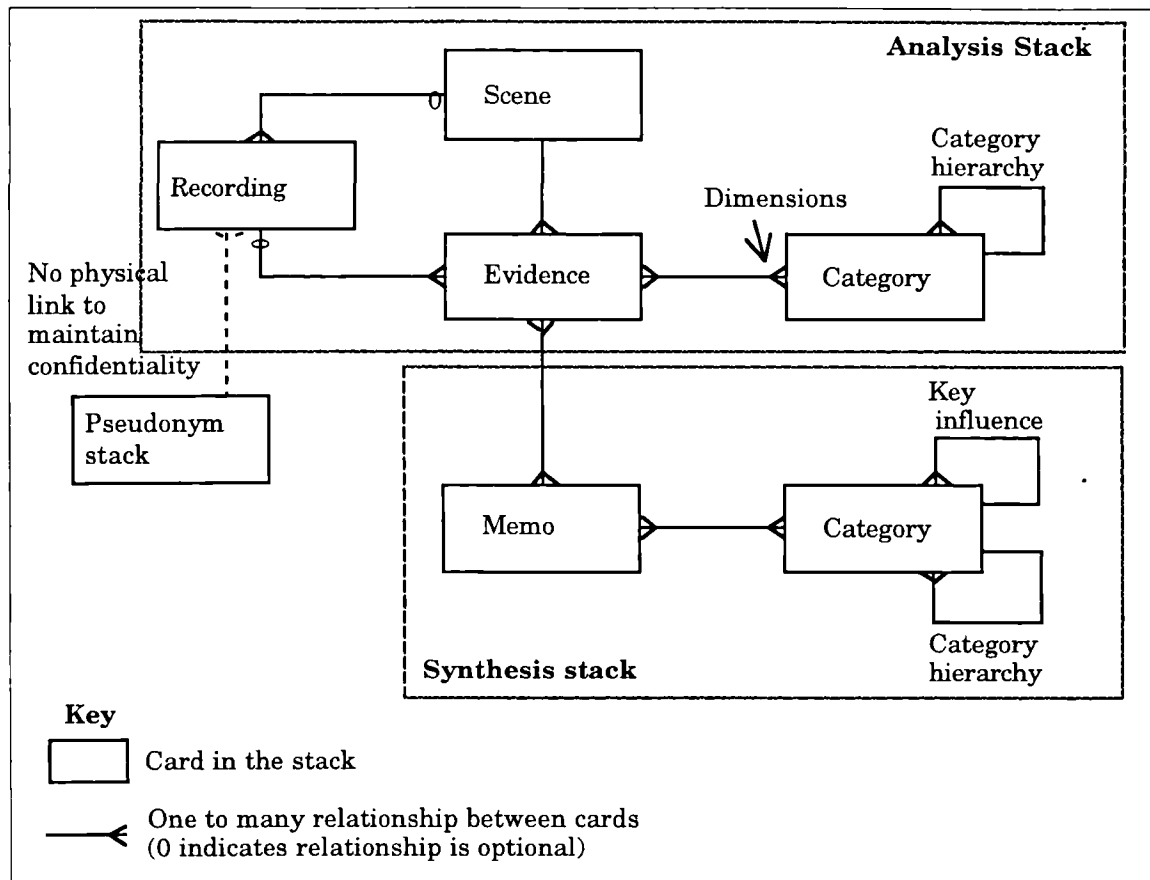 Analysis Stack
Scene
Category
hierarchy
Recording
Dimensions
Evidence
Category
No physical
link to
maintain
confidentiality
Pseudonym
stack
Key
influence
Memo
Category
Category
hierarchy
Synthesis stack
Key
Card in the stack
One to many relationship between cards
(0 indicates relationship is optional)